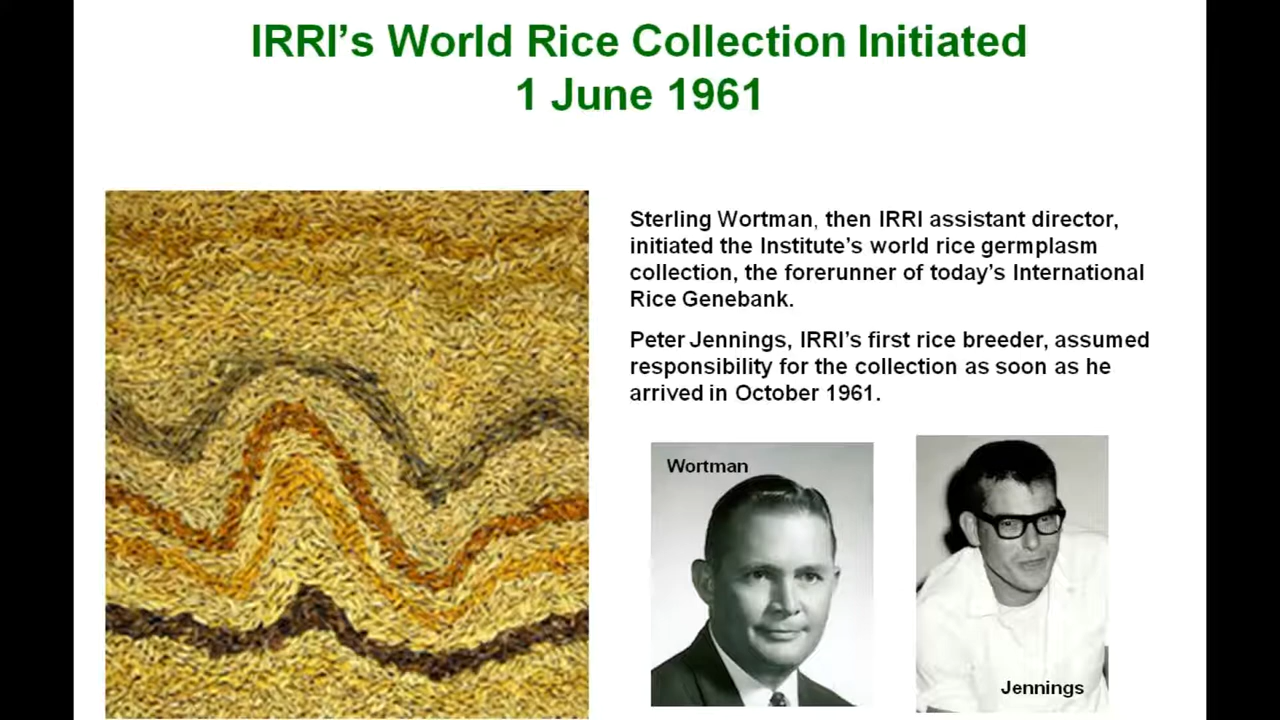 IRRI's World Rice Collection Initiated
1 June 1961
Sterling Wortman, then IRRI assistant director,
initiated the Institute's world rice germplasm
collection, the forerunner of today's International
Rice Genebank.
Peter Jennings, IRRI's first rice breeder, assumed
responsibility for the collection as soon as he
arrived in October 1961.
Wortman
Jennings